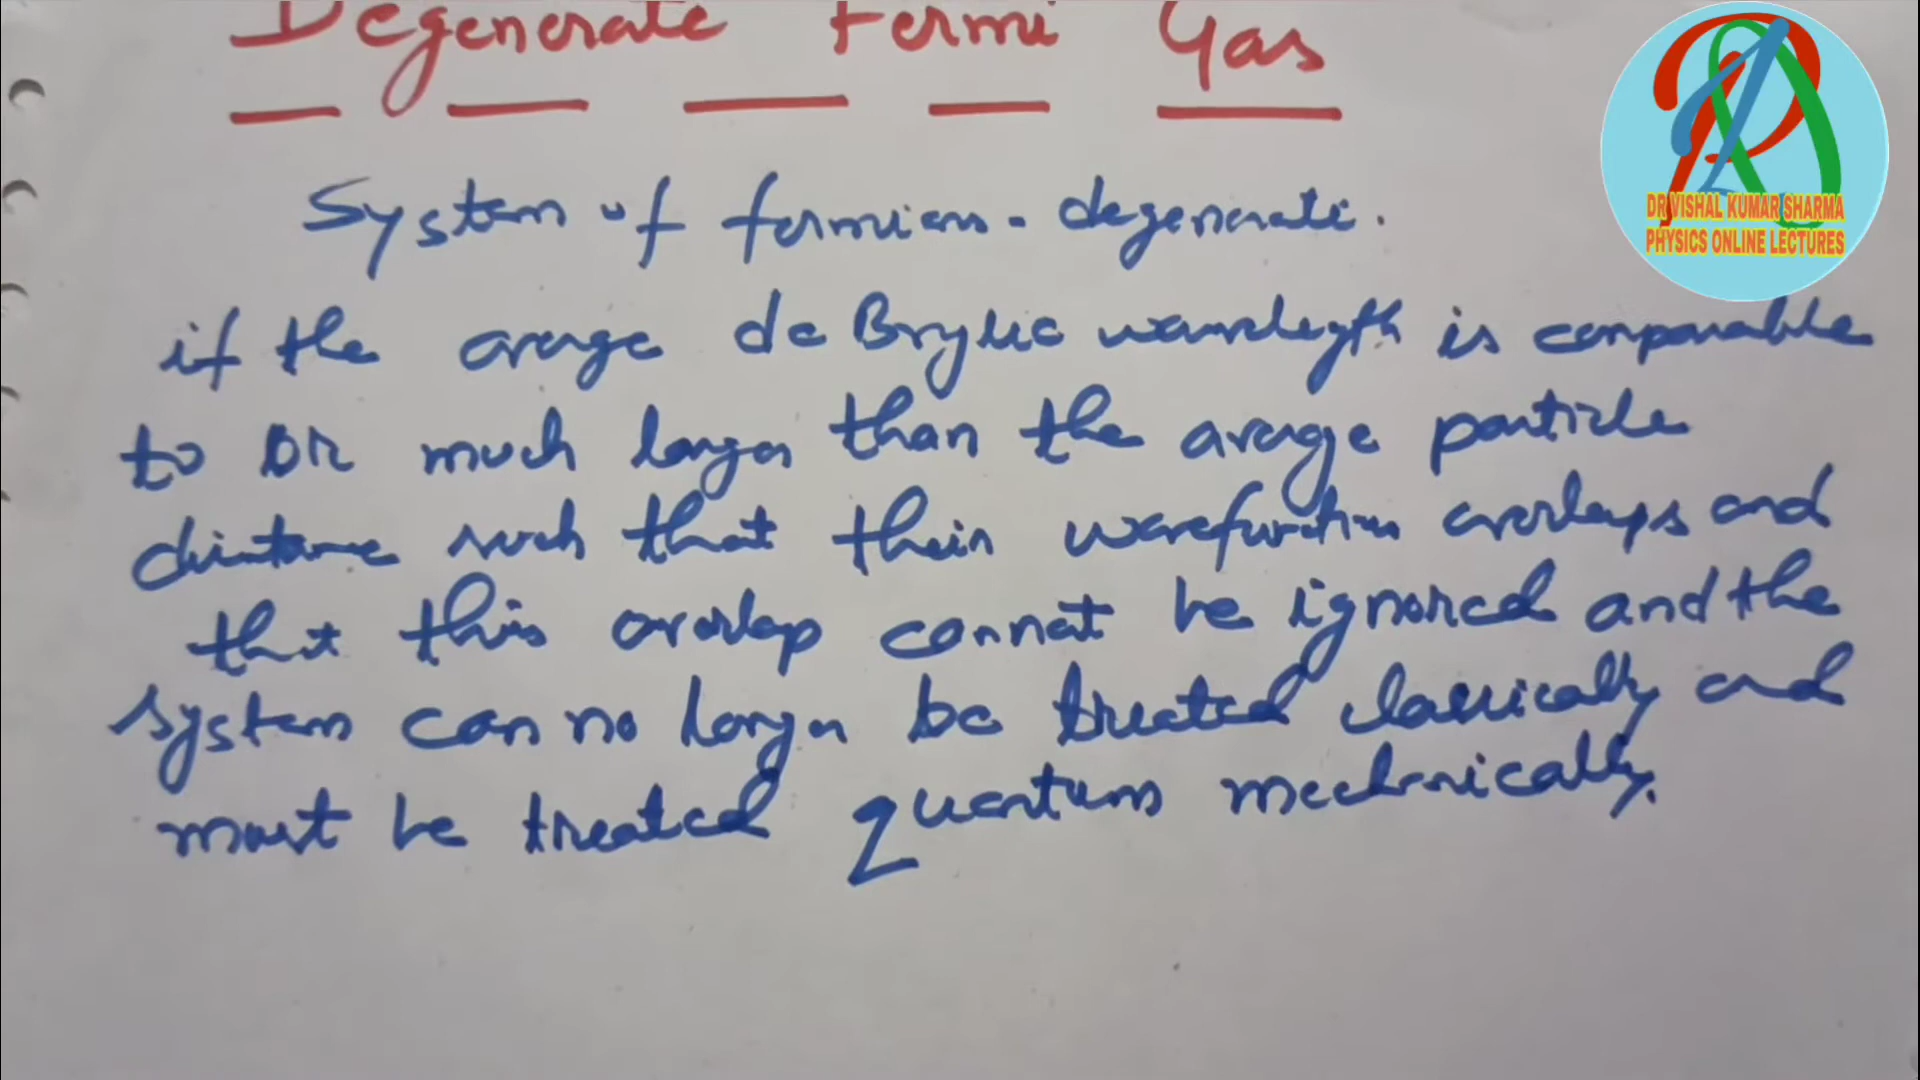 Degenerate Fermi Gas
System of fermions - degenerate.
if the average de Broglie wavelength is comparable
to OR much larger than the average particle
distance such that their wavefunction overlaps and
that this overlap cannot be ignored and the
system can no longer be treated classically and
must be treated quantum mechanically.
DR VISHAL KUMAR SHARMA
PHYSICS ONLINE LECTURES